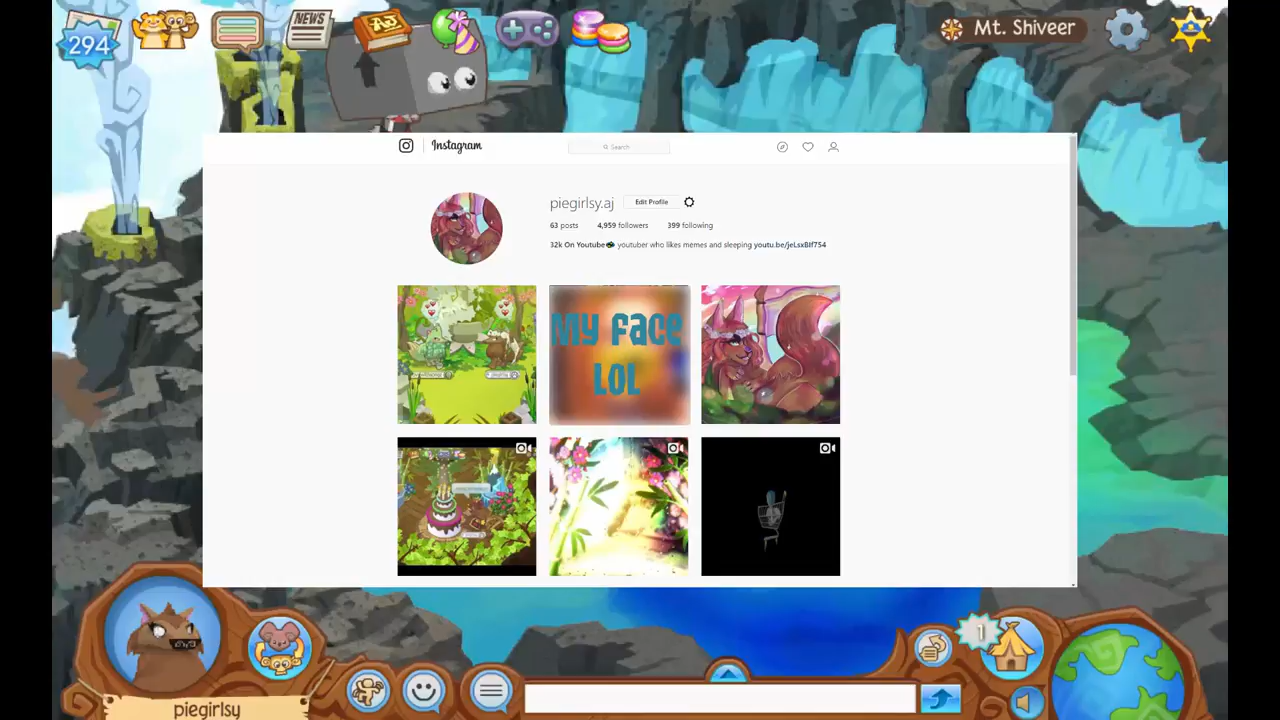 294
NEWS
AJ
Mt. Shiveer
Instagram
Search
piegirlsy.aj
Edit Profile
63 posts
4,959 followers
399 following
32k On Youtube youtuber who likes memes and sleeping youtu.be/jeLsxBIf754
My face
LOL
1
piegirlsy